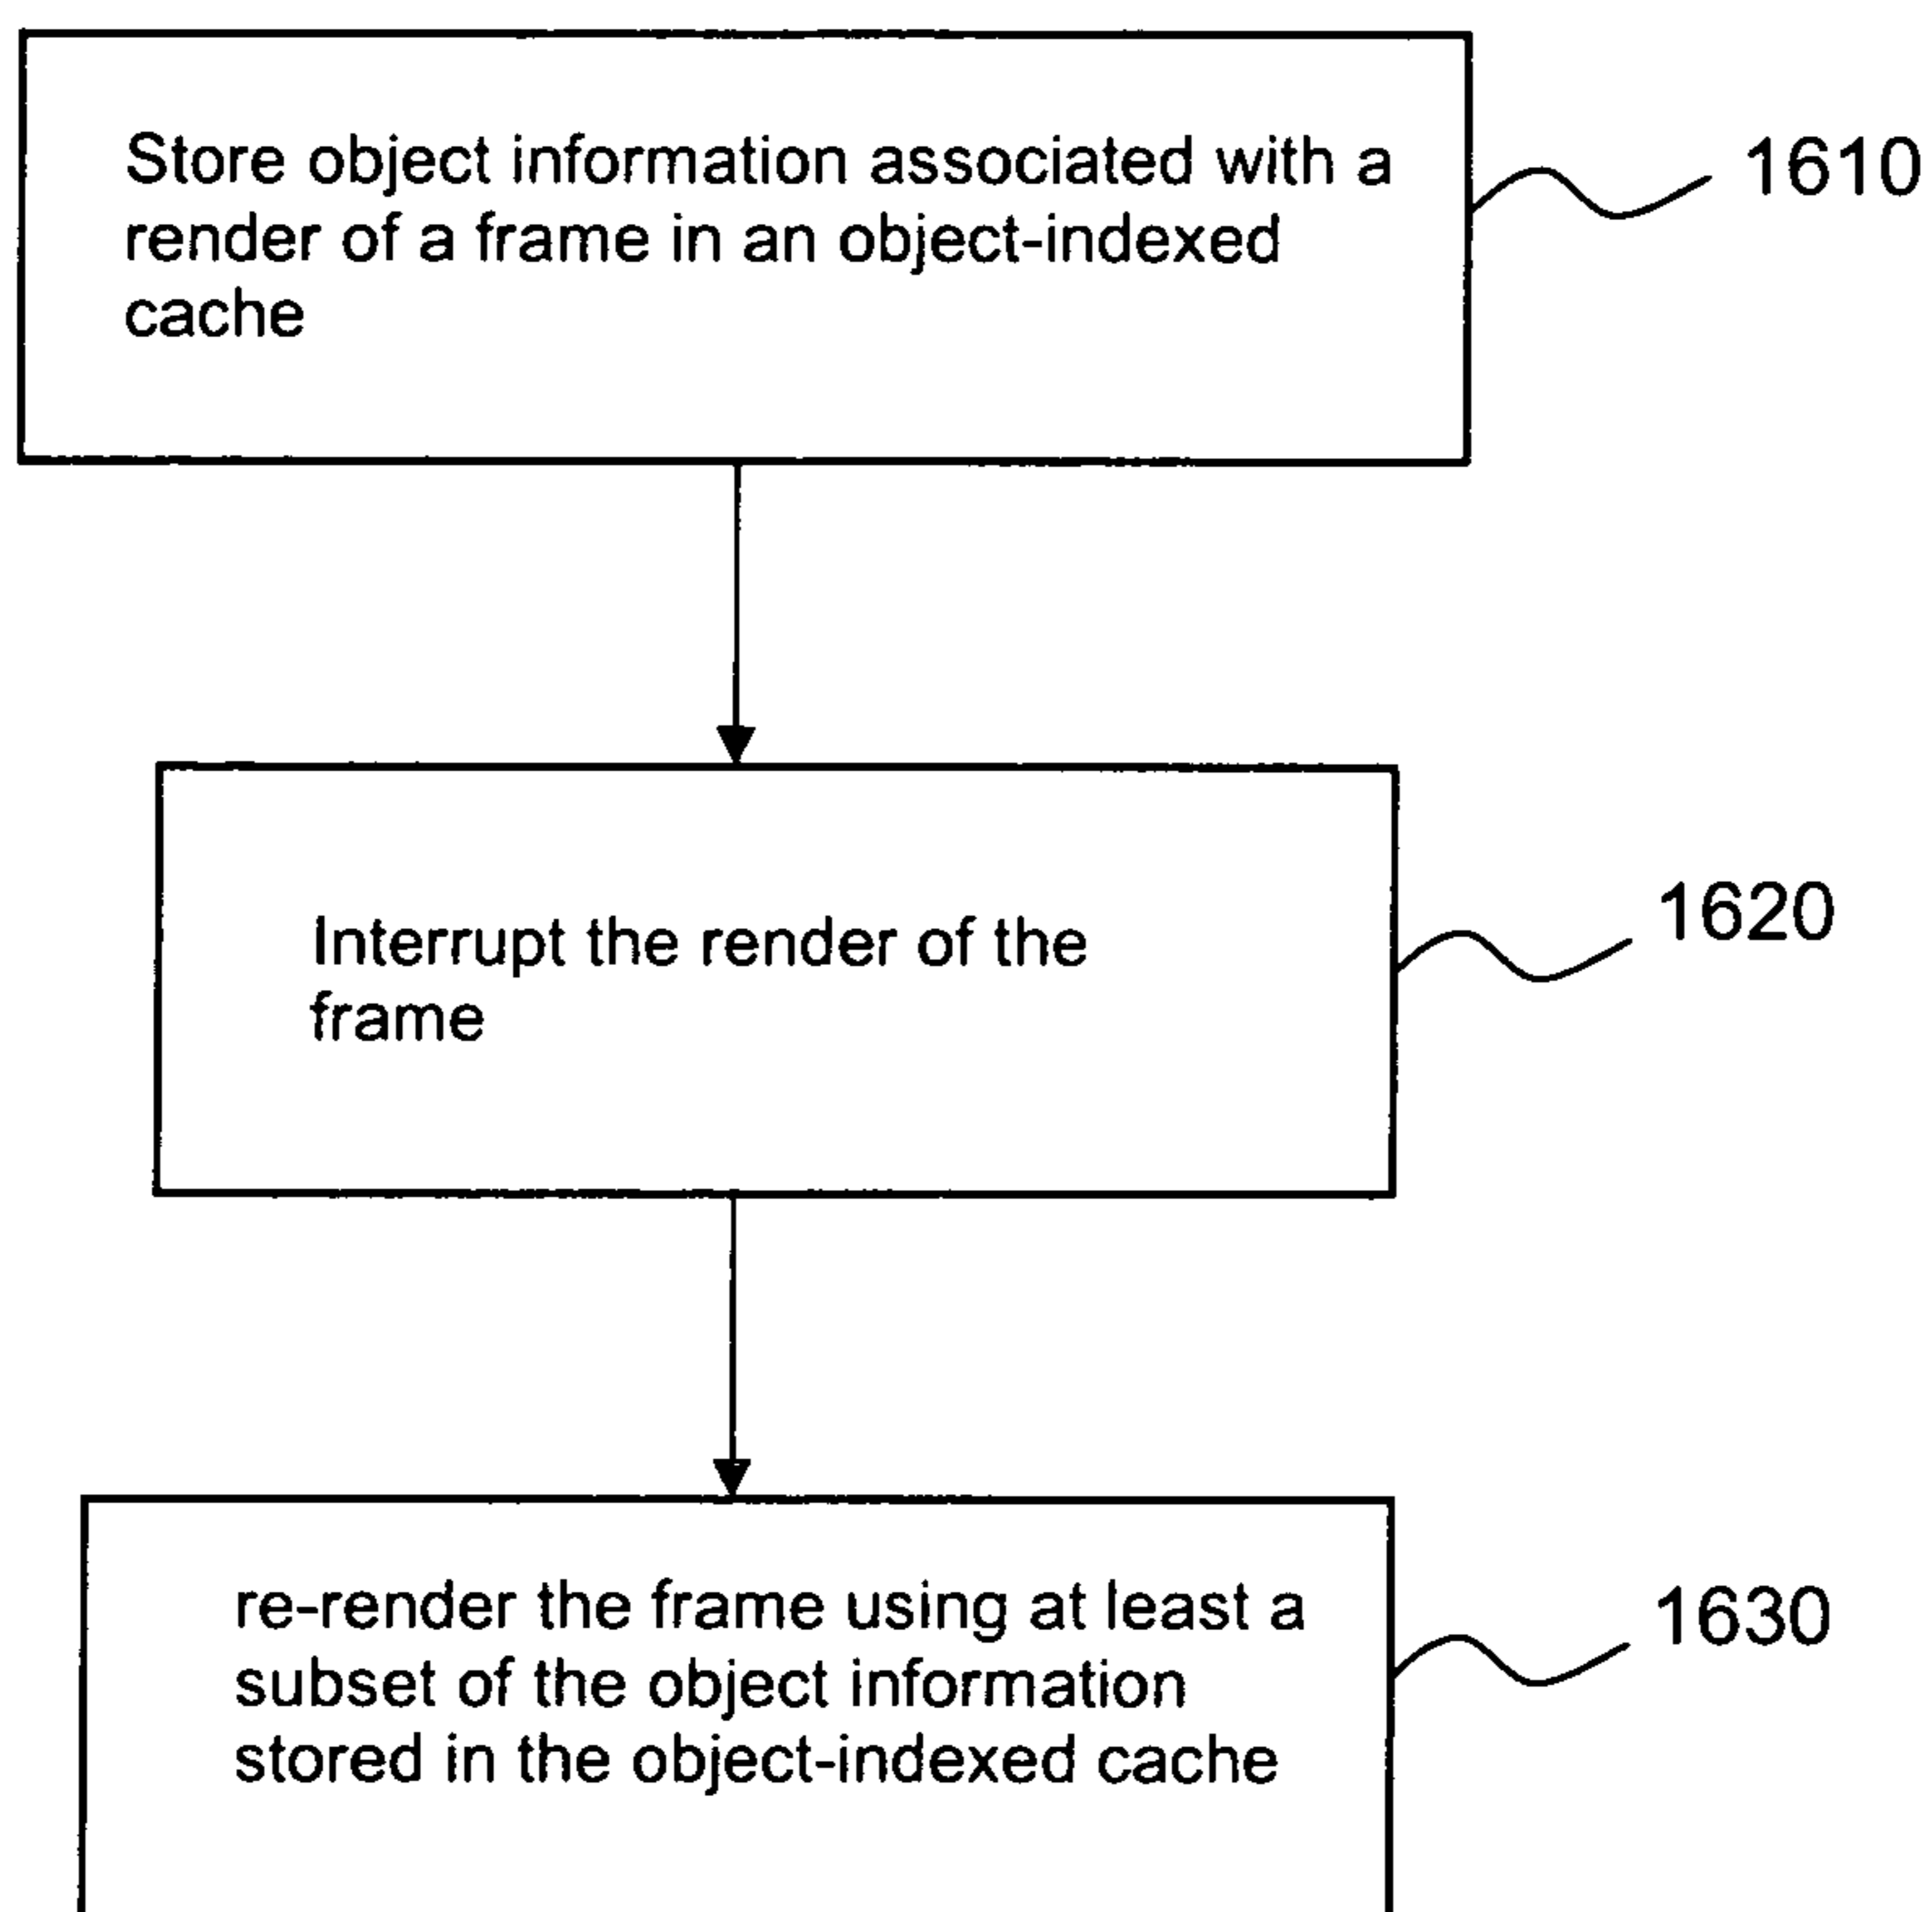 Store object information associated with a
render of a frame in an object-indexed
cache
1610
Interrupt the render of the
frame
1620
re-render the frame using at least a
subset of the object information
stored in the object-indexed cache
1630